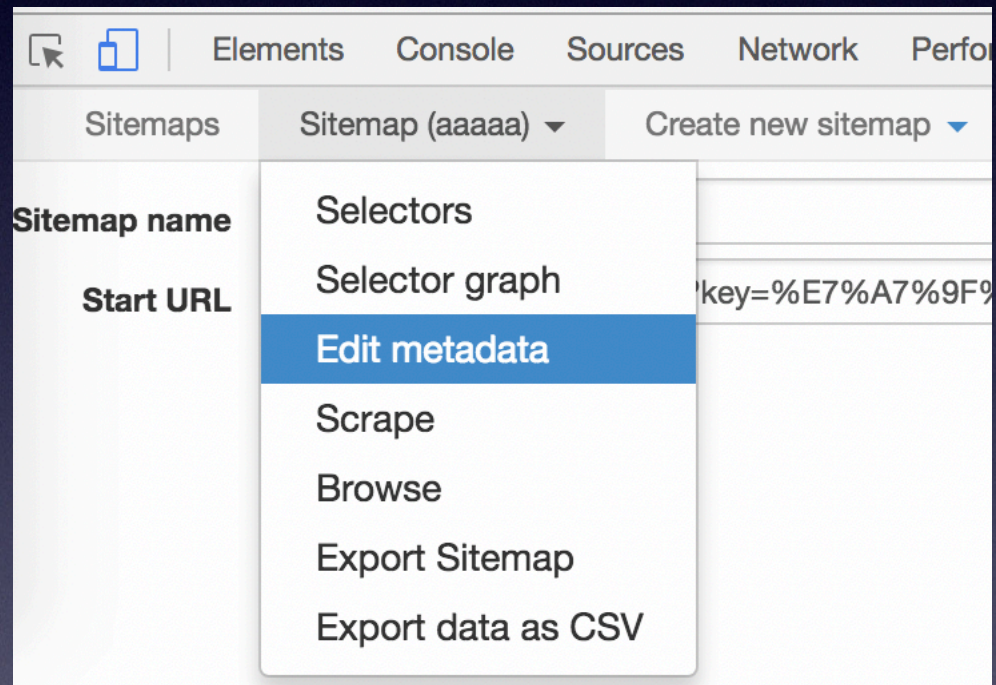 Elements Console Sources Network Perfor
Sitemaps Sitemap (aaaaa) Create new sitemap
Sitemap name
Selectors
Selector graph
Start URL
key=%E7%A7%9F%
Edit metadata
Scrape
Browse
Export Sitemap
Export data as CSV